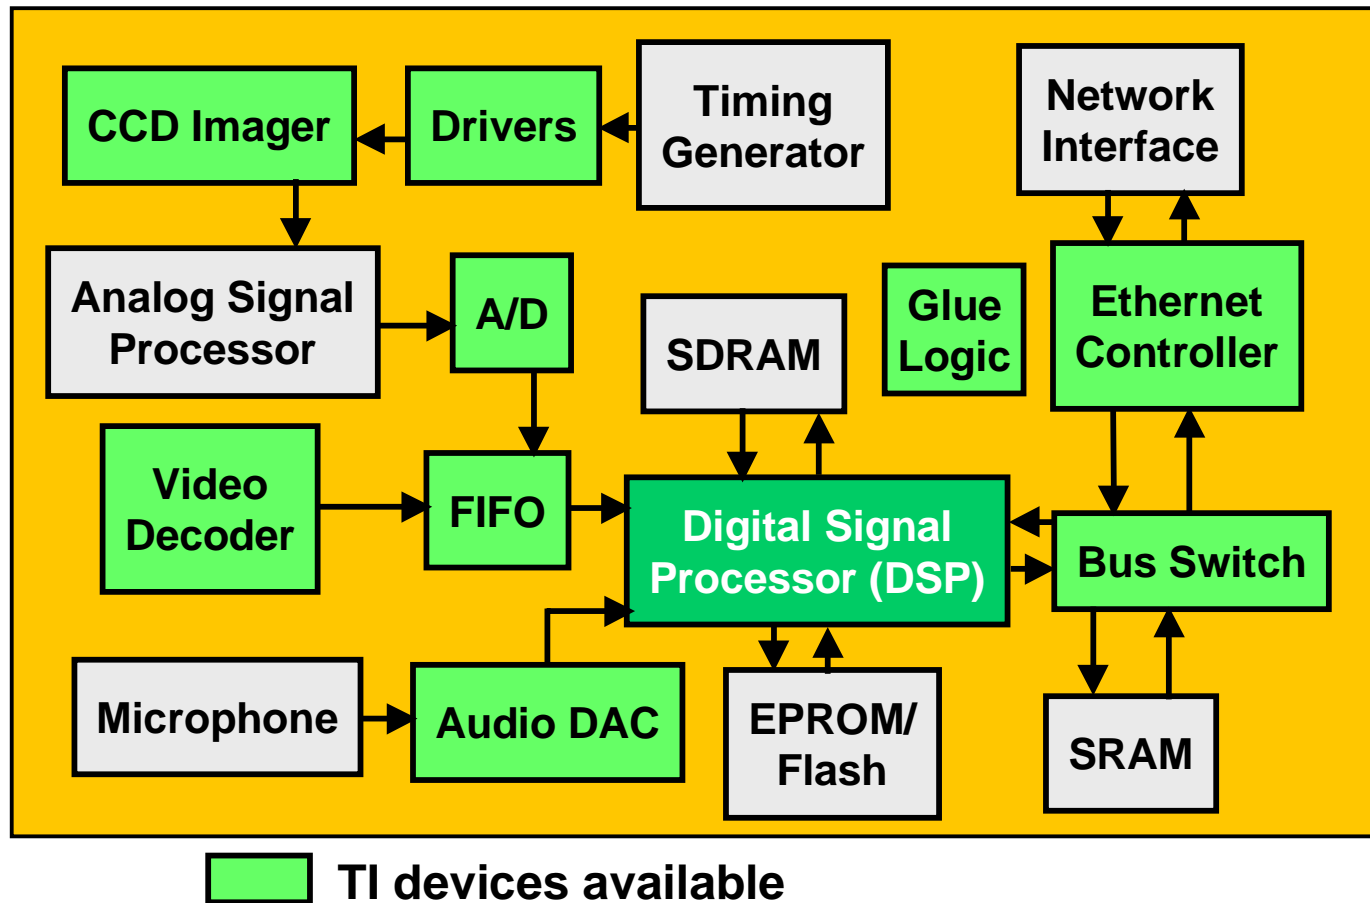 CCD Imager
Drivers
Timing
Generator
Network
Interface
Analog Signal
Processor
A/D
SDRAM
Glue
Logic
Ethernet
Controller
Video
Decoder
FIFO
Digital Signal
Processor (DSP)
Bus Switch
Microphone
Audio DAC
EPROM/
Flash
SRAM
TI devices available